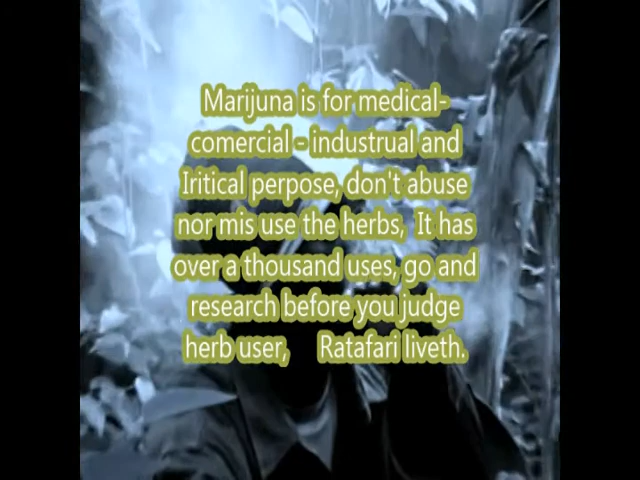 Marijuna is for medical-
comercial - industrual and
Iritical perpose, don't abuse
nor mis use the herbs, It has
over a thousand uses, go and
research before you judge
herb user, Ratafari liveth.